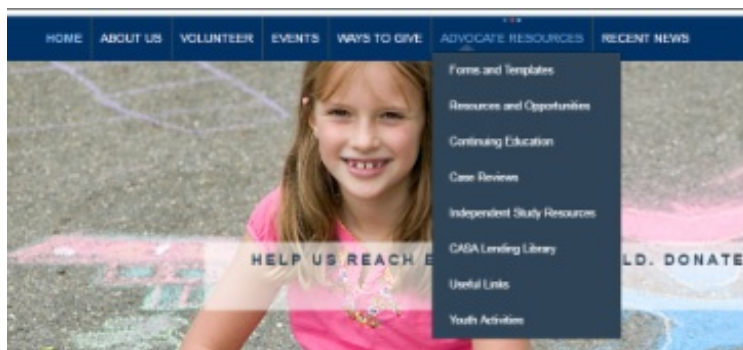 HOME ABOUT US VOLUNTEER EVENTS WAYS TO GIVE ADVOCATE RESOURCES RECENT NEWS
Forms and Templates
Resources and Opportunities
Continuing Education
Case Reviews
Independent Study Resources
CASA Lending Library
HELP US REACH E LD. DONATE
Useful Links
Youth Activities